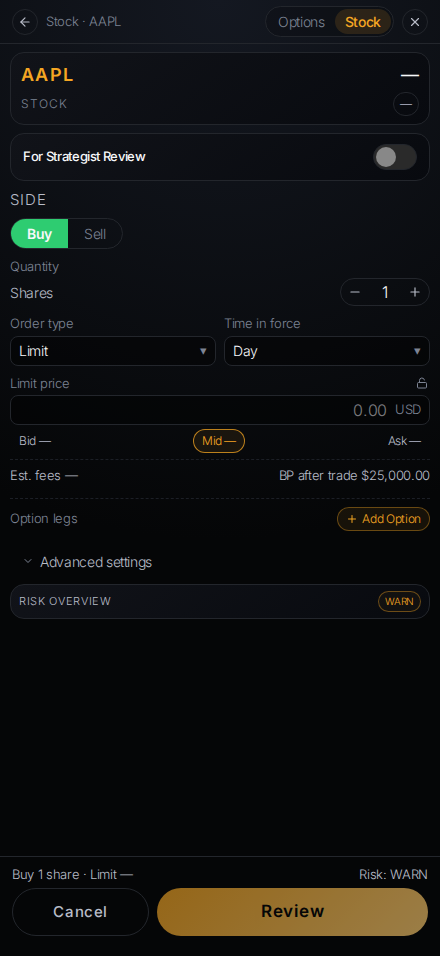 Stock · AAPL
Options Stock
AAPL —
STOCK —
For Strategist Review
SIDE
Buy Sell
Quantity
Shares − 1 +
Order type Time in force
Limit ▾ Day ▾
Limit price
0.00 USD
Bid — Mid — Ask —
Est. fees — BP after trade $25,000.00
Option legs + Add Option
Advanced settings
RISK OVERVIEW WARN
Buy 1 share · Limit — Risk: WARN
Cancel Review